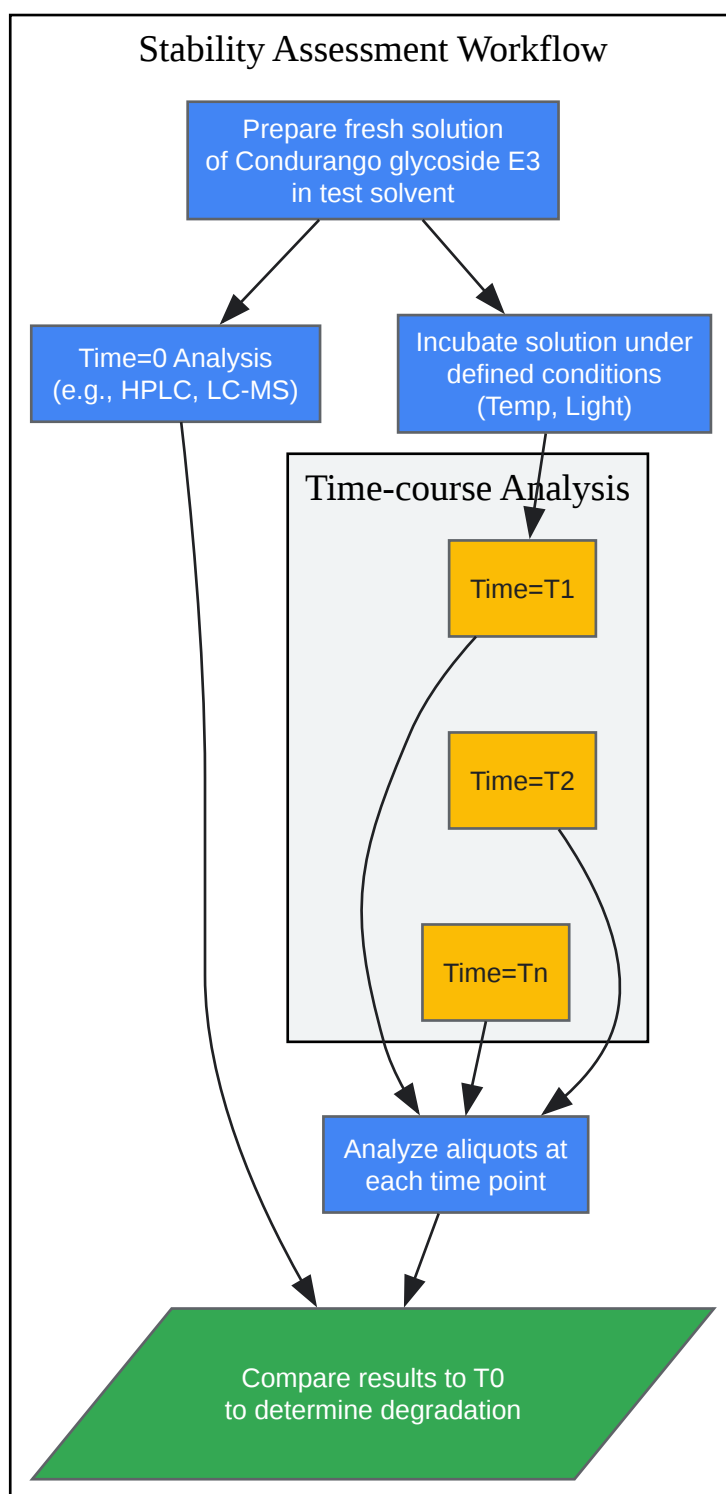 Stability Assessment Workflow
Prepare fresh solution
of Condurango glycoside E3
in test solvent
Time=0 Analysis
(e.g., HPLC, LC-MS)
Incubate solution under
defined conditions
(Temp, Light)
Time-course Analysis
Time=T1
Time=T2
Time=Tn
Analyze aliquots at
each time point
Compare results to T0
to determine degradation